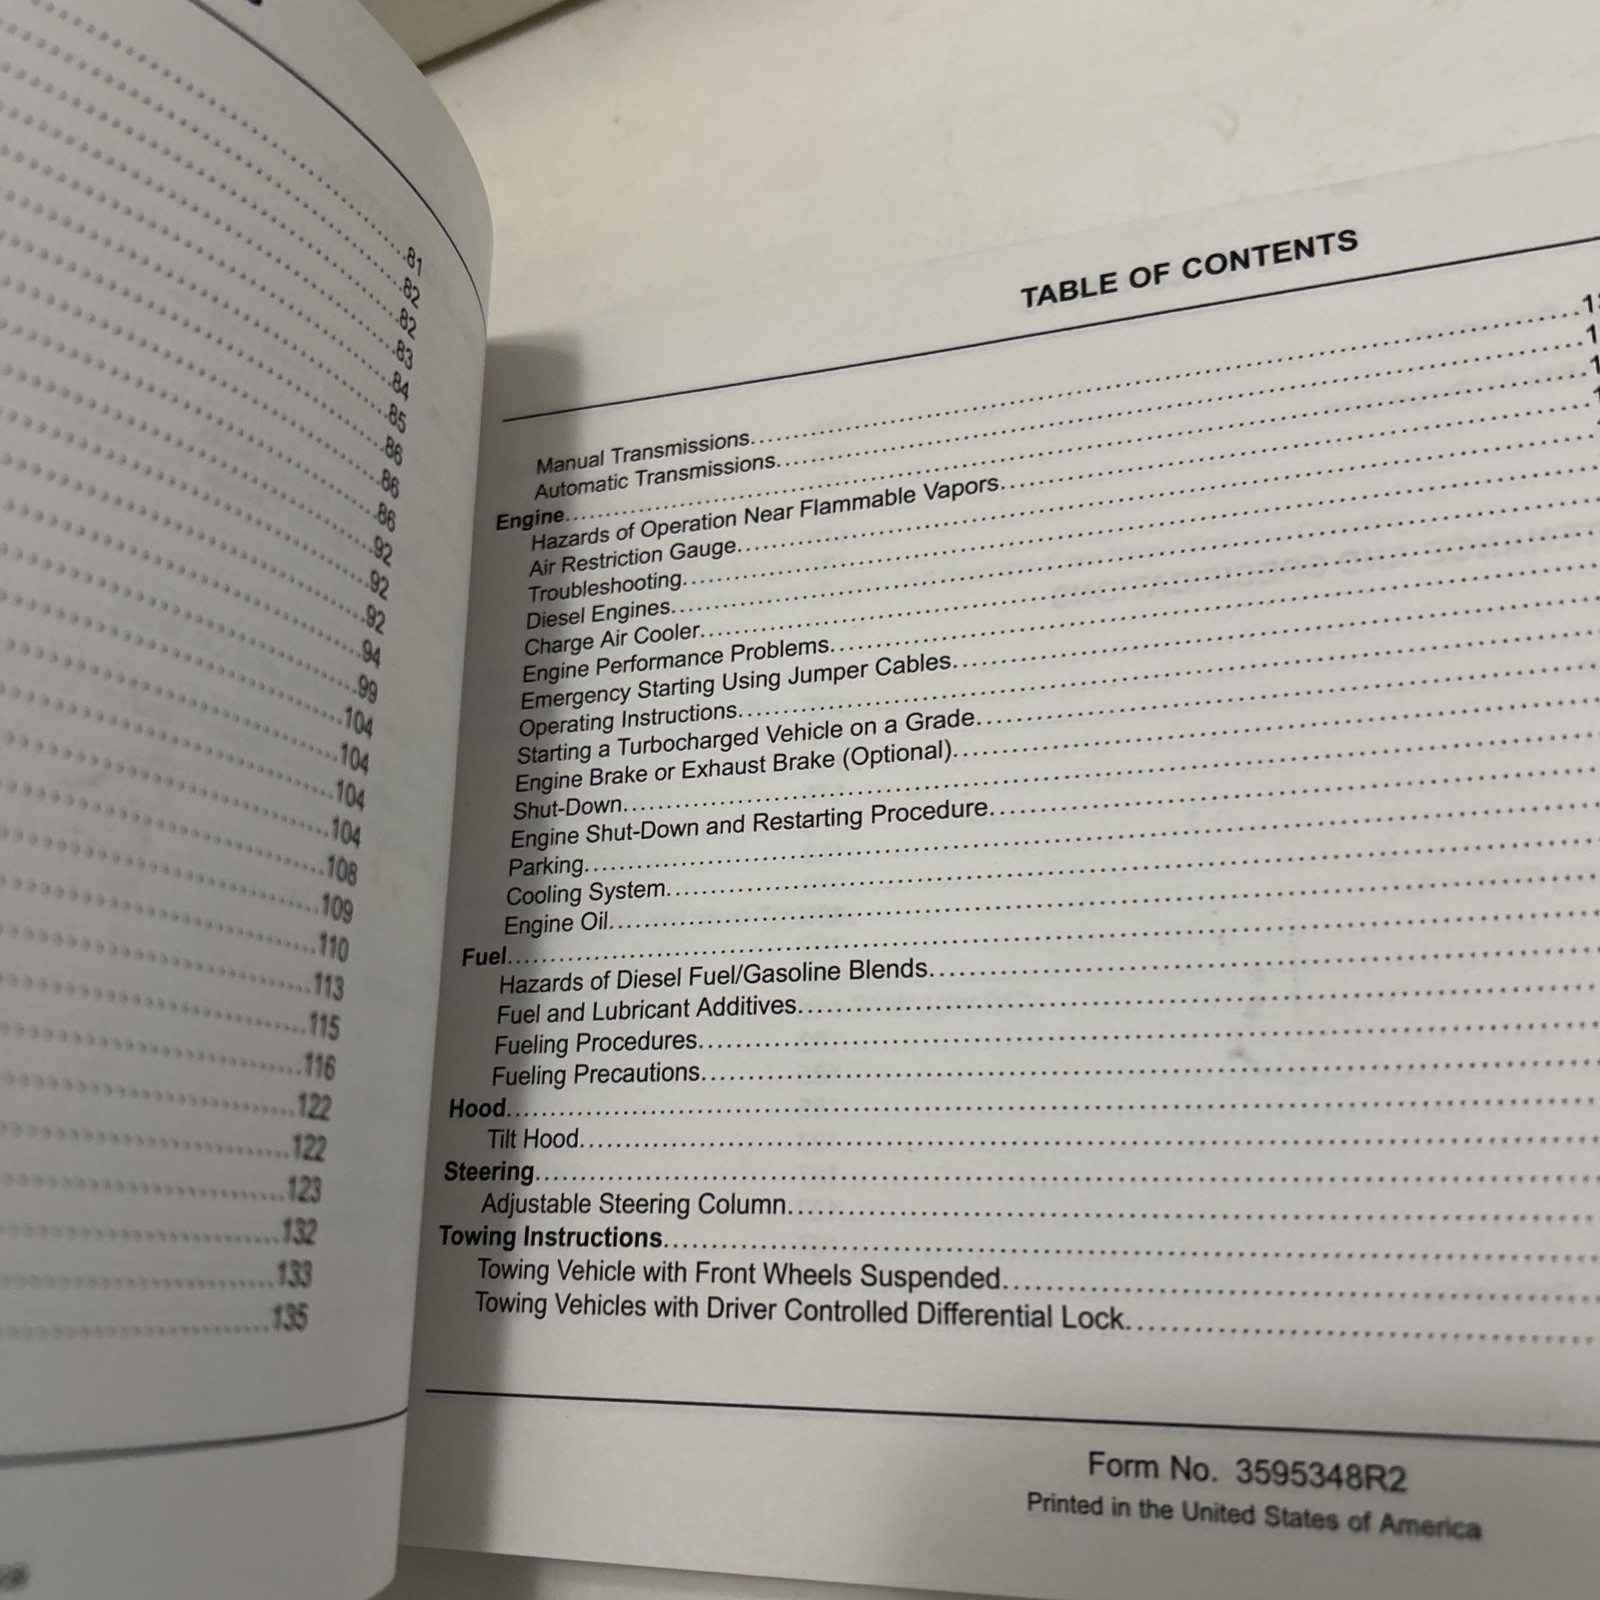 81
82
82
83
84
85
86
86
86
92
92
92
94
99
104
104
104
104
108
109
110
113
115
116
122
122
123
132
133
135
TABLE OF CONTENTS
Manual Transmissions
Automatic Transmissions
Engine
Hazards of Operation Near Flammable Vapors
Air Restriction Gauge
Troubleshooting
Diesel Engines
Charge Air Cooler
Engine Performance Problems
Emergency Starting Using Jumper Cables
Operating Instructions
Starting a Turbocharged Vehicle on a Grade
Engine Brake or Exhaust Brake (Optional)
Shut-Down
Engine Shut-Down and Restarting Procedure
Parking
Cooling System
Engine Oil
Fuel
Hazards of Diesel Fuel/Gasoline Blends
Fuel and Lubricant Additives
Fueling Procedures
Fueling Precautions
Hood
Tilt Hood
Steering
Adjustable Steering Column
Towing Instructions
Towing Vehicle with Front Wheels Suspended
Towing Vehicles with Driver Controlled Differential Lock
Form No. 3595348R2
Printed in the United States of America